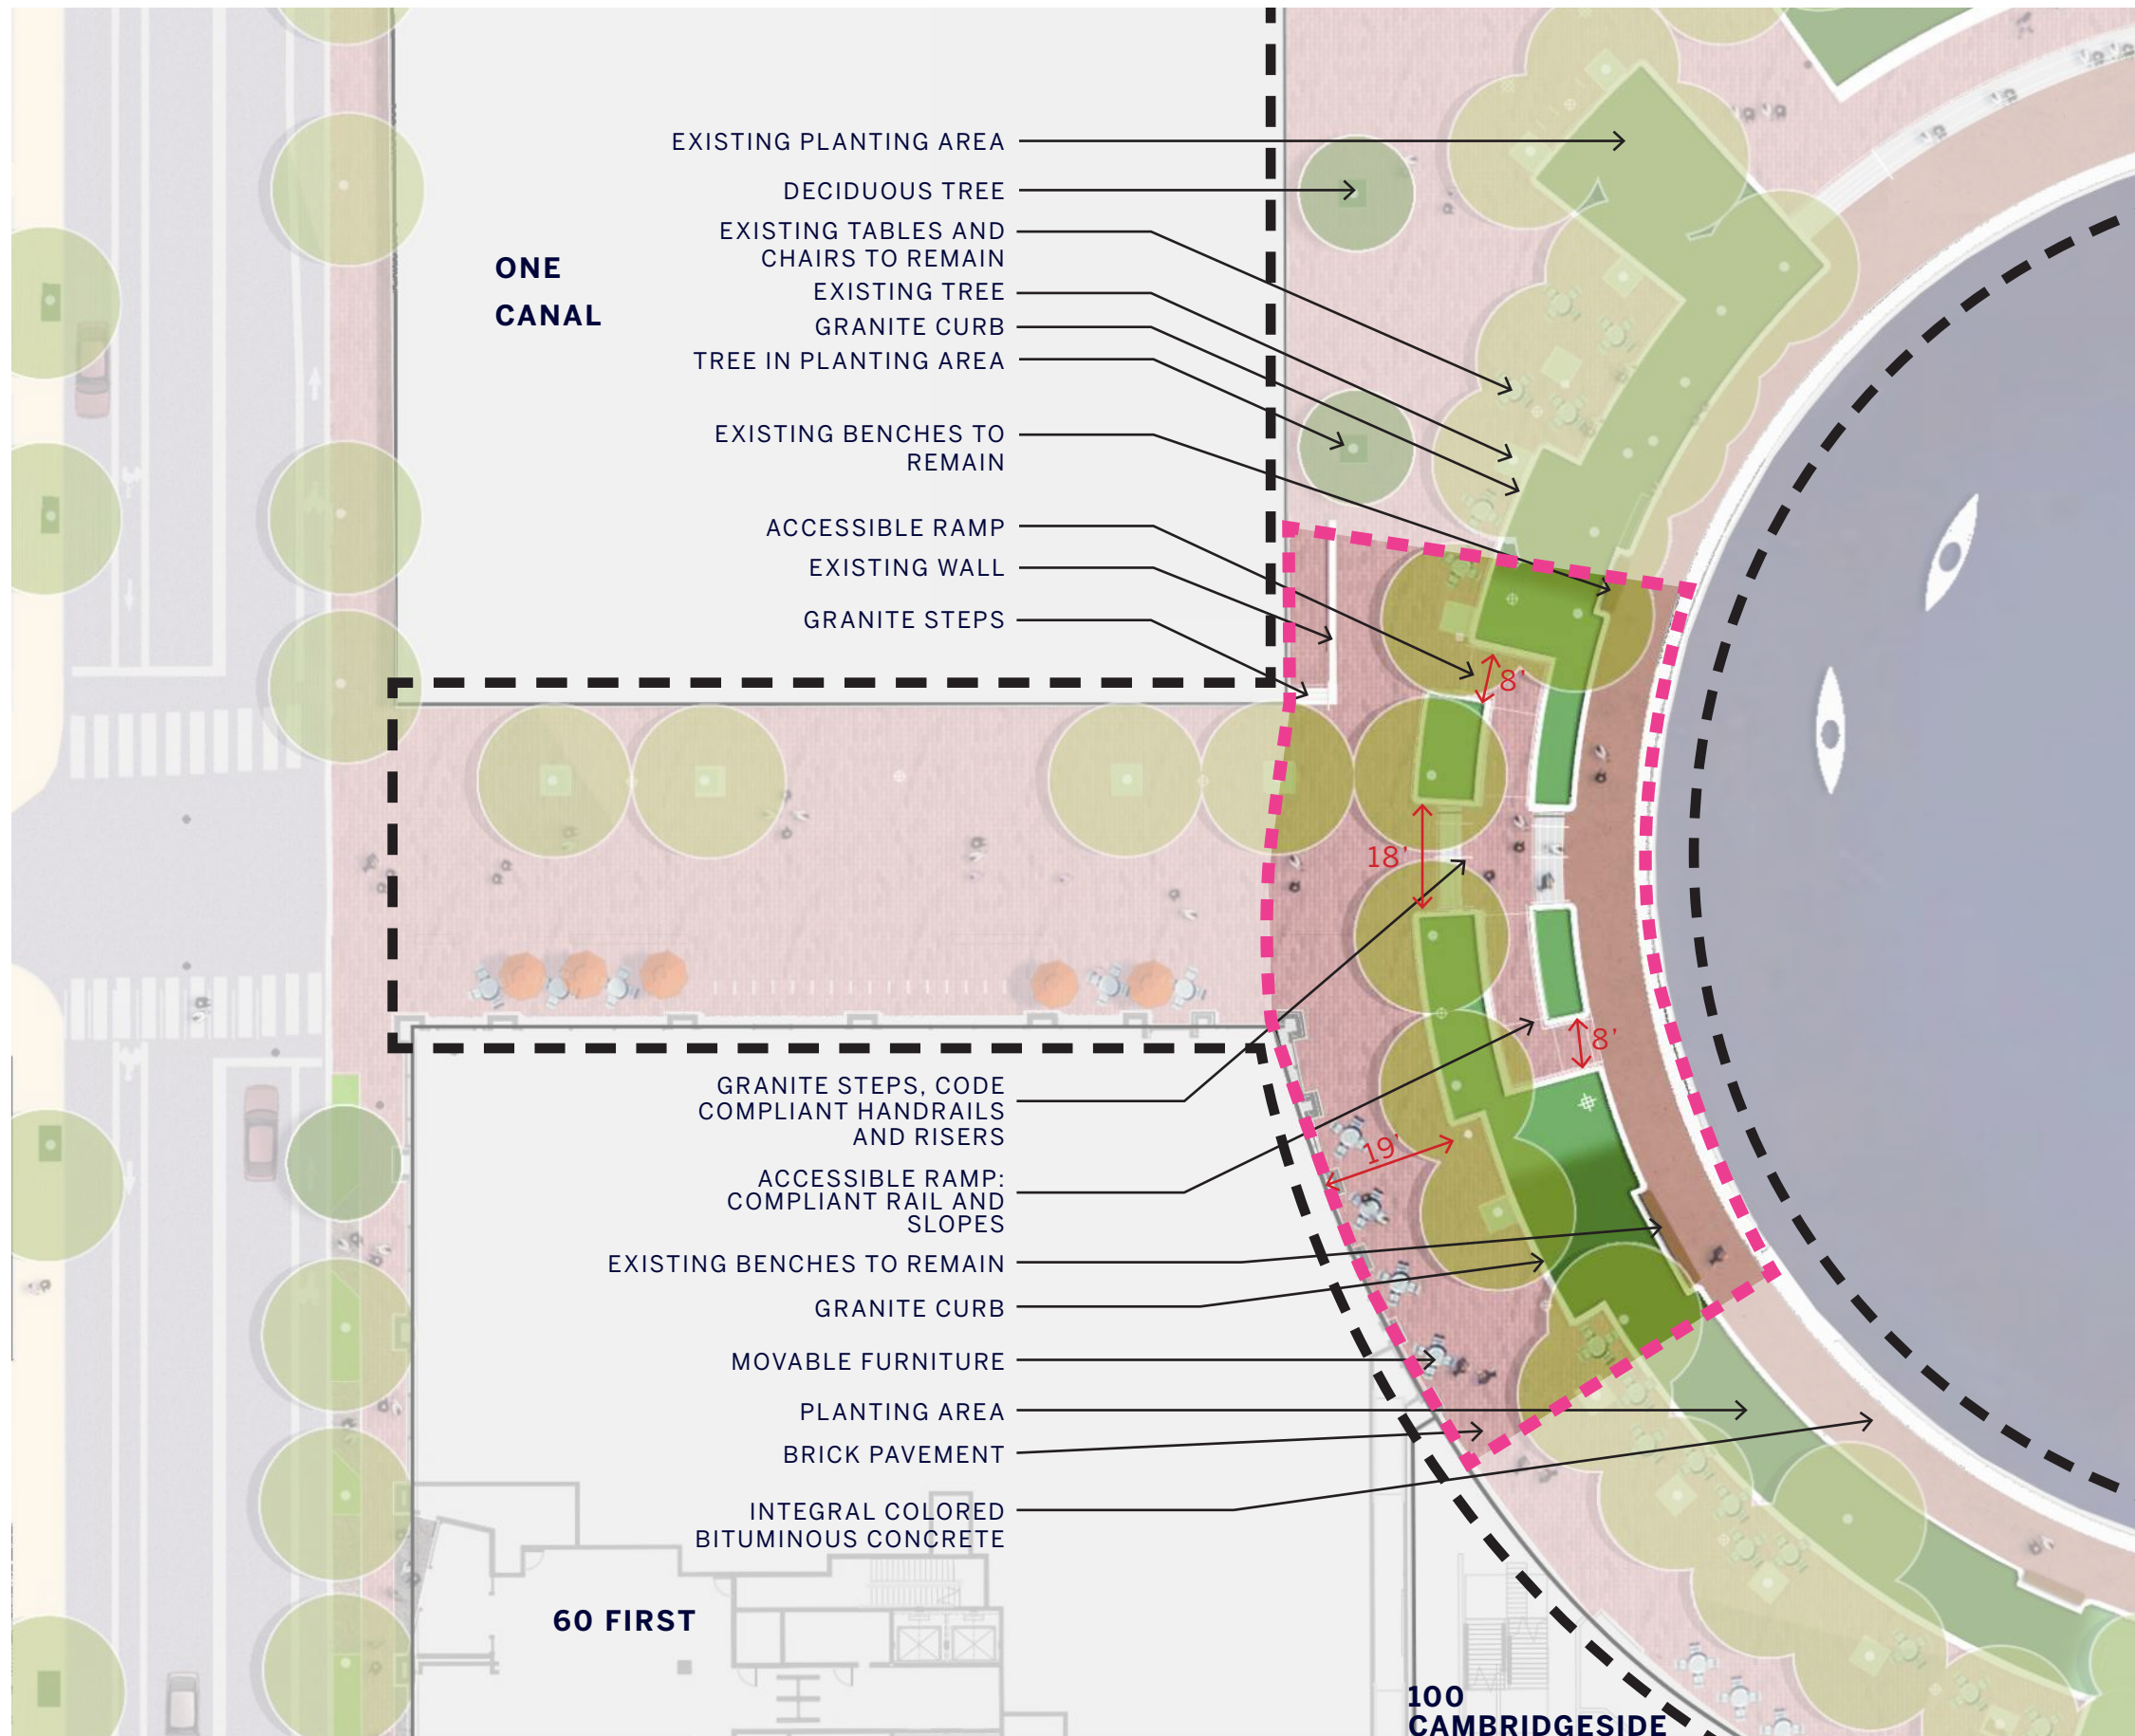 EXISTING PLANTING AREA
DECIDUOUS TREE
EXISTING TABLES AND
CHAIRS TO REMAIN
ONE
CANAL
EXISTING TREE
GRANITE CURB
TREE IN PLANTING AREA
EXISTING BENCHES TO
REMAIN
ACCESSIBLE RAMP
EXISTING WALL
GRANITE STEPS
8'
18'
8'
GRANITE STEPS, CODE
COMPLIANT HANDRAILS
AND RISERS
19'
ACCESSIBLE RAMP:
COMPLIANT RAIL AND
SLOPES
EXISTING BENCHES TO REMAIN
GRANITE CURB
MOVABLE FURNITURE
PLANTING AREA
BRICK PAVEMENT
INTEGRAL COLORED
BITUMINOUS CONCRETE
60 FIRST
100
CAMBRIDGESIDE